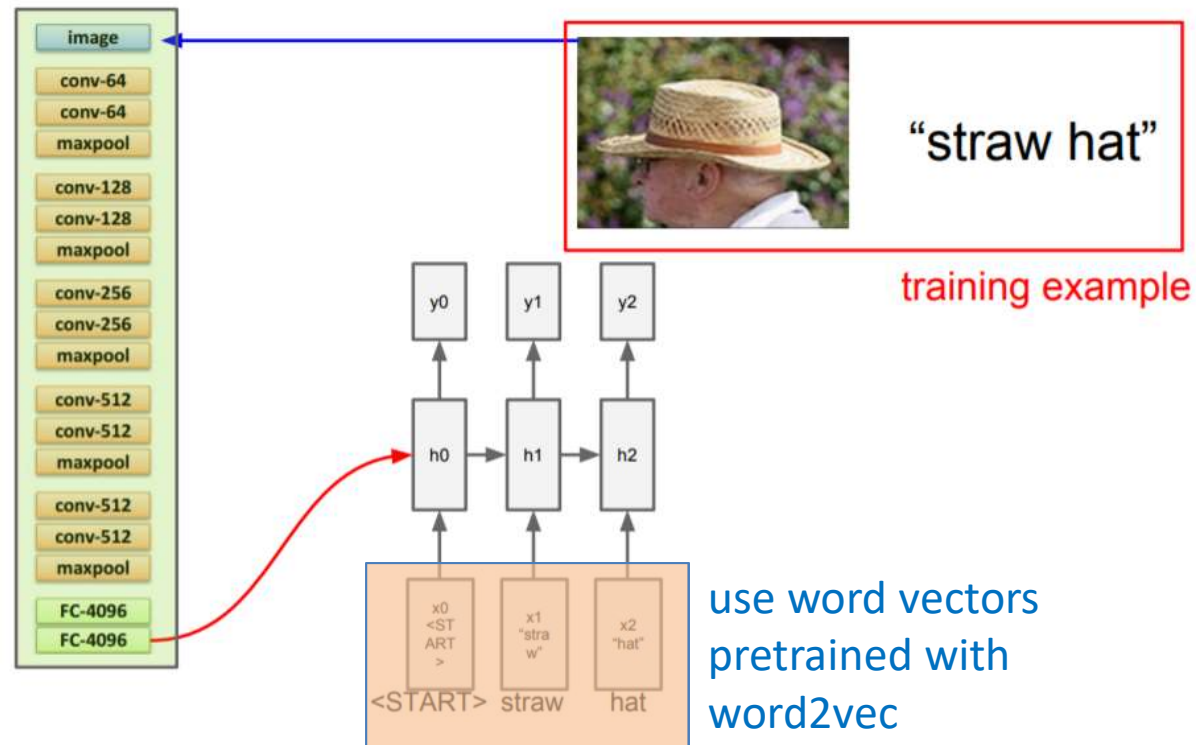 image
conv-64
conv-64
maxpool
conv-128
conv-128
maxpool
conv-256
conv-256
maxpool
conv-512
conv-512
maxpool
conv-512
conv-512
maxpool
FC-4096
FC-4096
“straw hat”
training example
y0
y1
y2
h0
h1
h2
x0
<ST
ART
>
x1
“stra
w”
x2
“hat”
<START>
straw
hat
use word vectors
pretrained with
word2vec